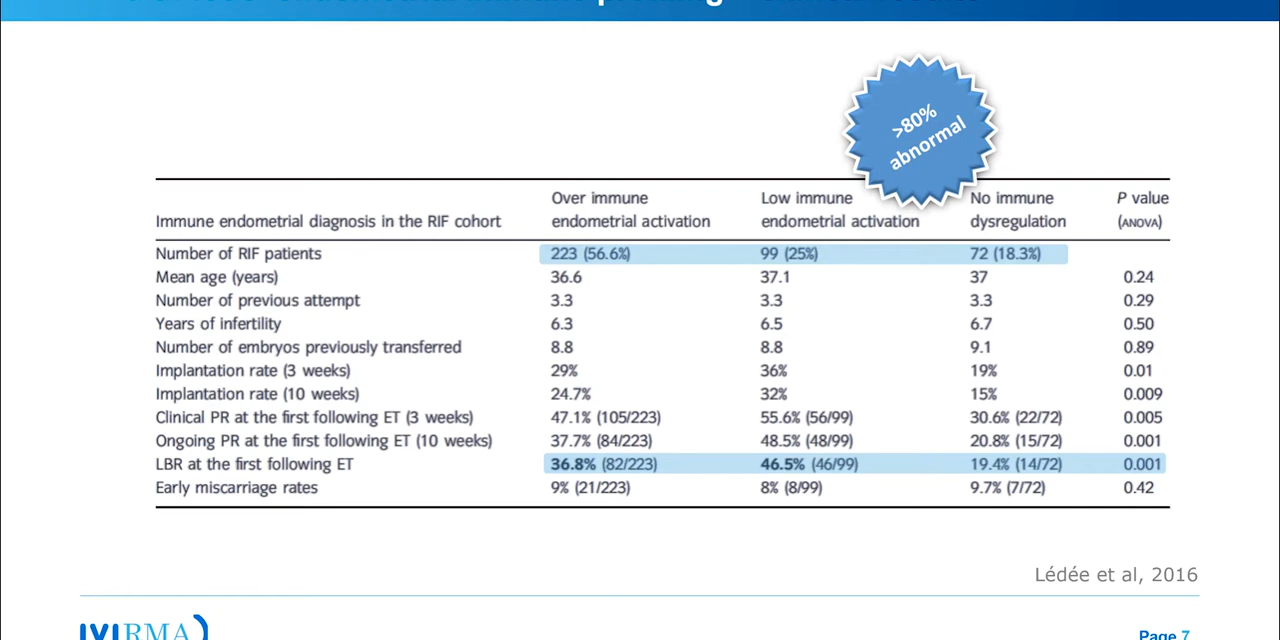 >80%
abnormal
Immune endometrial diagnosis in the RIF cohort Over immune endometrial activation Low immune endometrial activation No immune dysregulation P value (ANOVA)
Number of RIF patients 223 (56.6%) 99 (25%) 72 (18.3%)
Mean age (years) 36.6 37.1 37 0.24
Number of previous attempt 3.3 3.3 3.3 0.29
Years of infertility 6.3 6.5 6.7 0.50
Number of embryos previously transferred 8.8 8.8 9.1 0.89
Implantation rate (3 weeks) 29% 36% 19% 0.01
Implantation rate (10 weeks) 24.7% 32% 15% 0.009
Clinical PR at the first following ET (3 weeks) 47.1% (105/223) 55.6% (56/99) 30.6% (22/72) 0.005
Ongoing PR at the first following ET (10 weeks) 37.7% (84/223) 48.5% (48/99) 20.8% (15/72) 0.001
LBR at the first following ET 36.8% (82/223) 46.5% (46/99) 19.4% (14/72) 0.001
Early miscarriage rates 9% (21/223) 8% (8/99) 9.7% (7/72) 0.42
Lédée et al, 2016
IVIRMA
Page 7